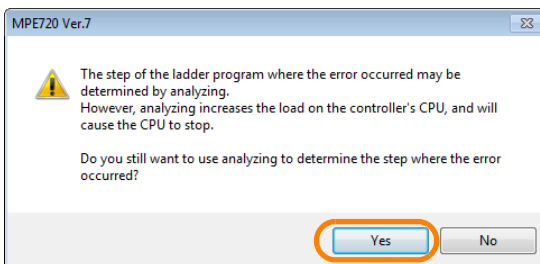 MPE720 Ver.7
The step of the ladder program where the error occurred may be
determined by analyzing.
However, analyzing increases the load on the controller's CPU, and will
cause the CPU to stop.
Do you still want to use analyzing to determine the step where the error
occurred?
Yes
No